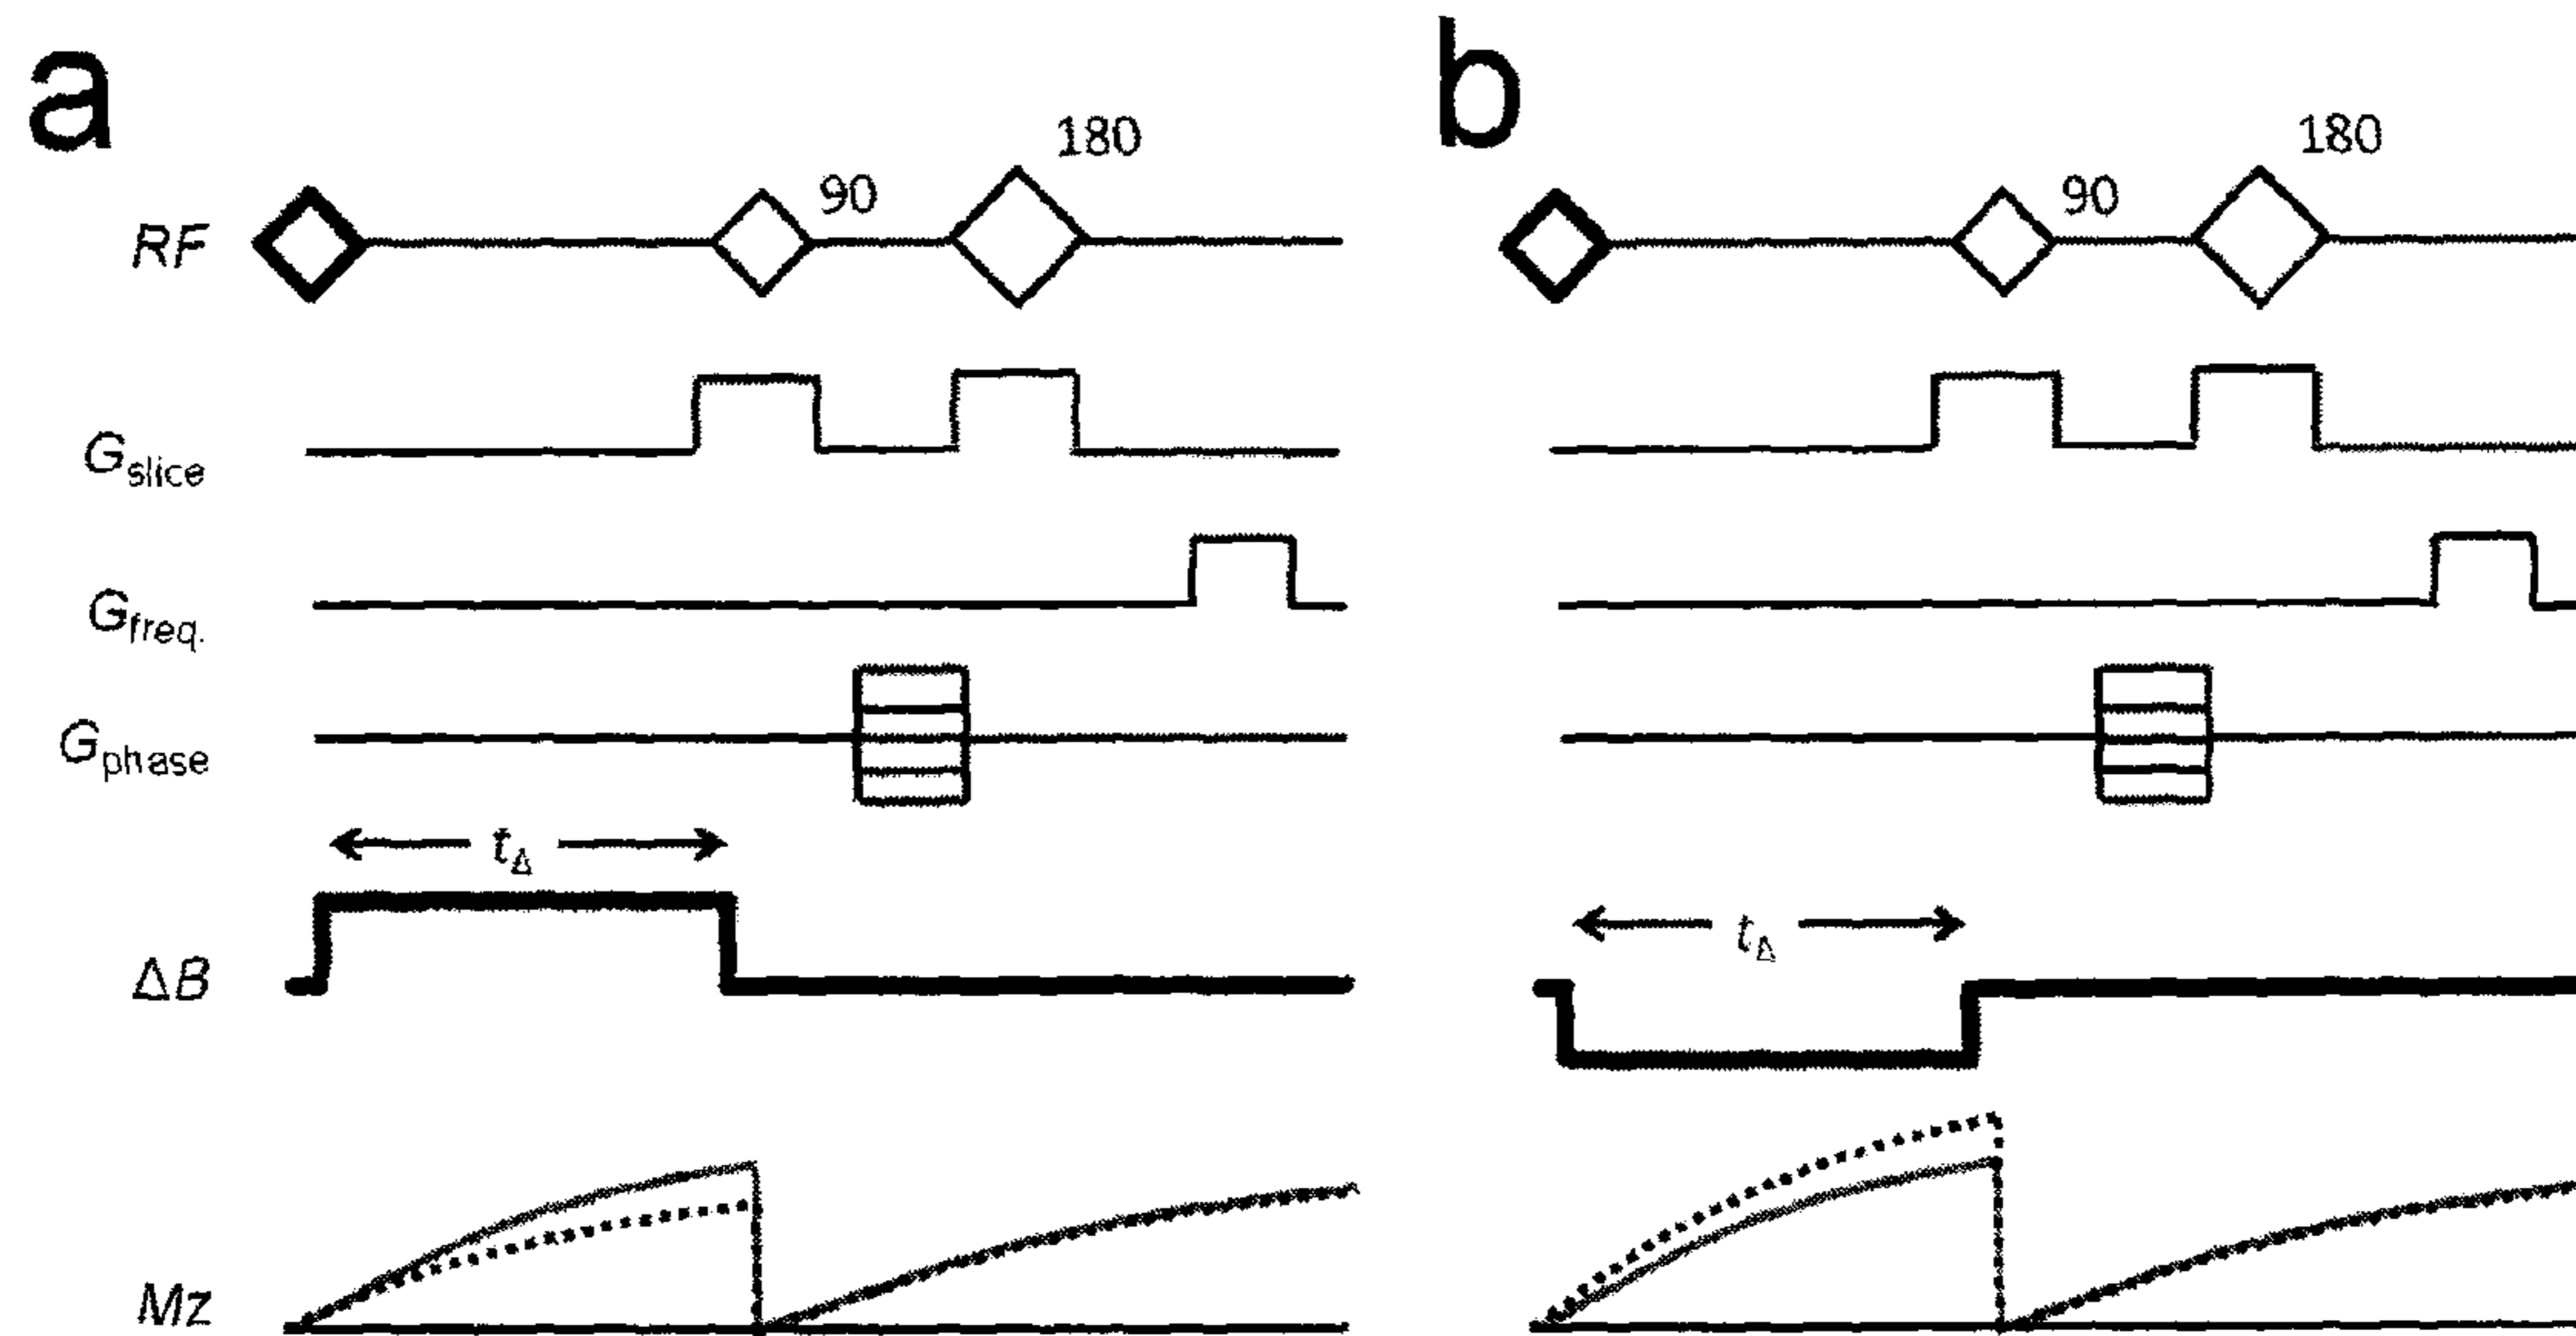 a
180
90
RF
Gslice
Gfreq.
Gphase
tΔ
ΔB
Mz
b
180
90
tΔ